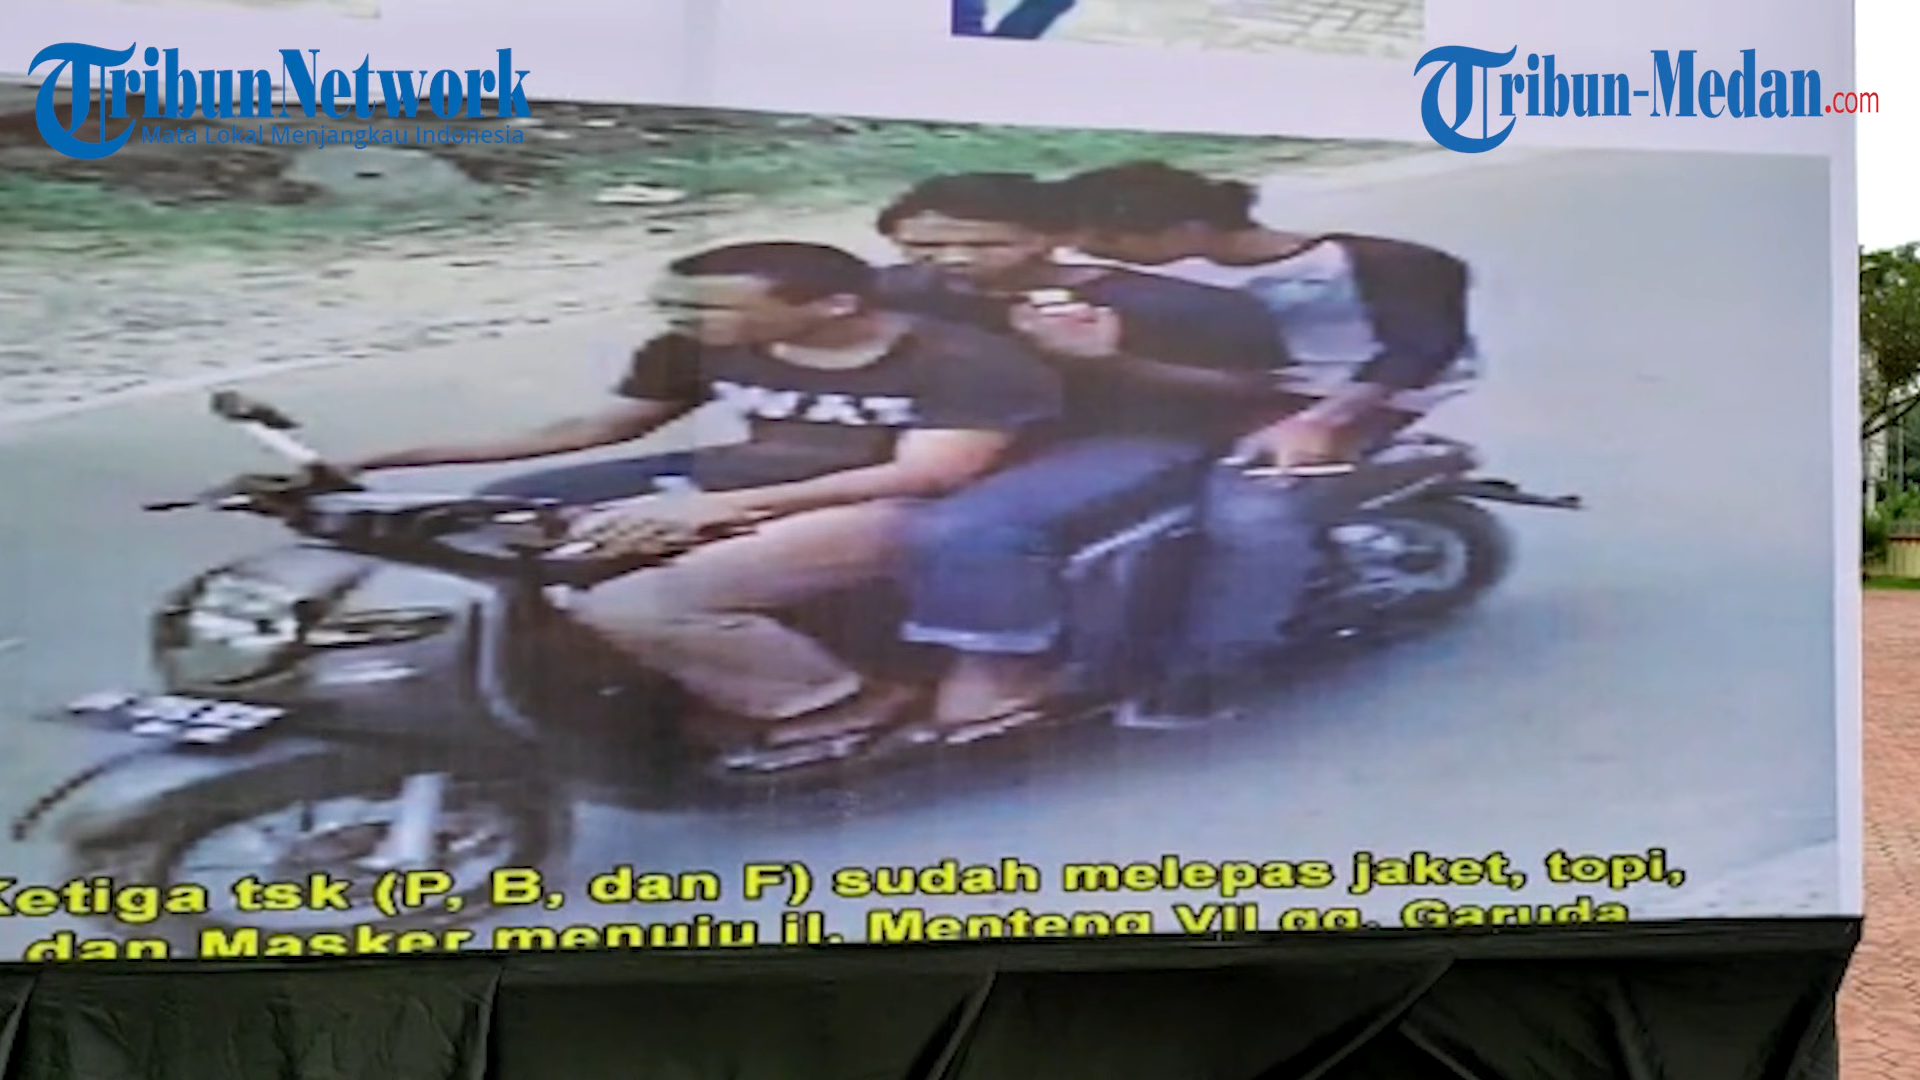 TribunNetwork
Mata Lokal Menjangkau Indonesia
Tribun-Medan.com
Ketiga tsk (P, B, dan F) sudah melepas jaket, topi,
dan Masker menuju jl. Menteng VII gg. Garuda